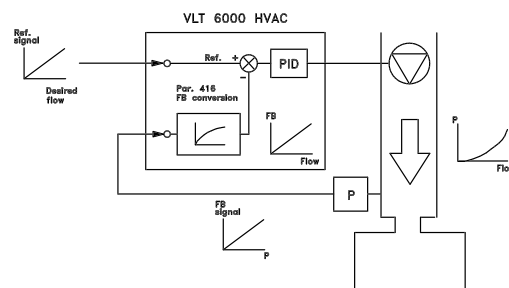 VLT 6000 HVAC
Ref.
signal
Desired
flow
Ref.
+
-
PID
Par. 416
FB conversion
FB
Flow
P
Flo
P
FB
signal
P